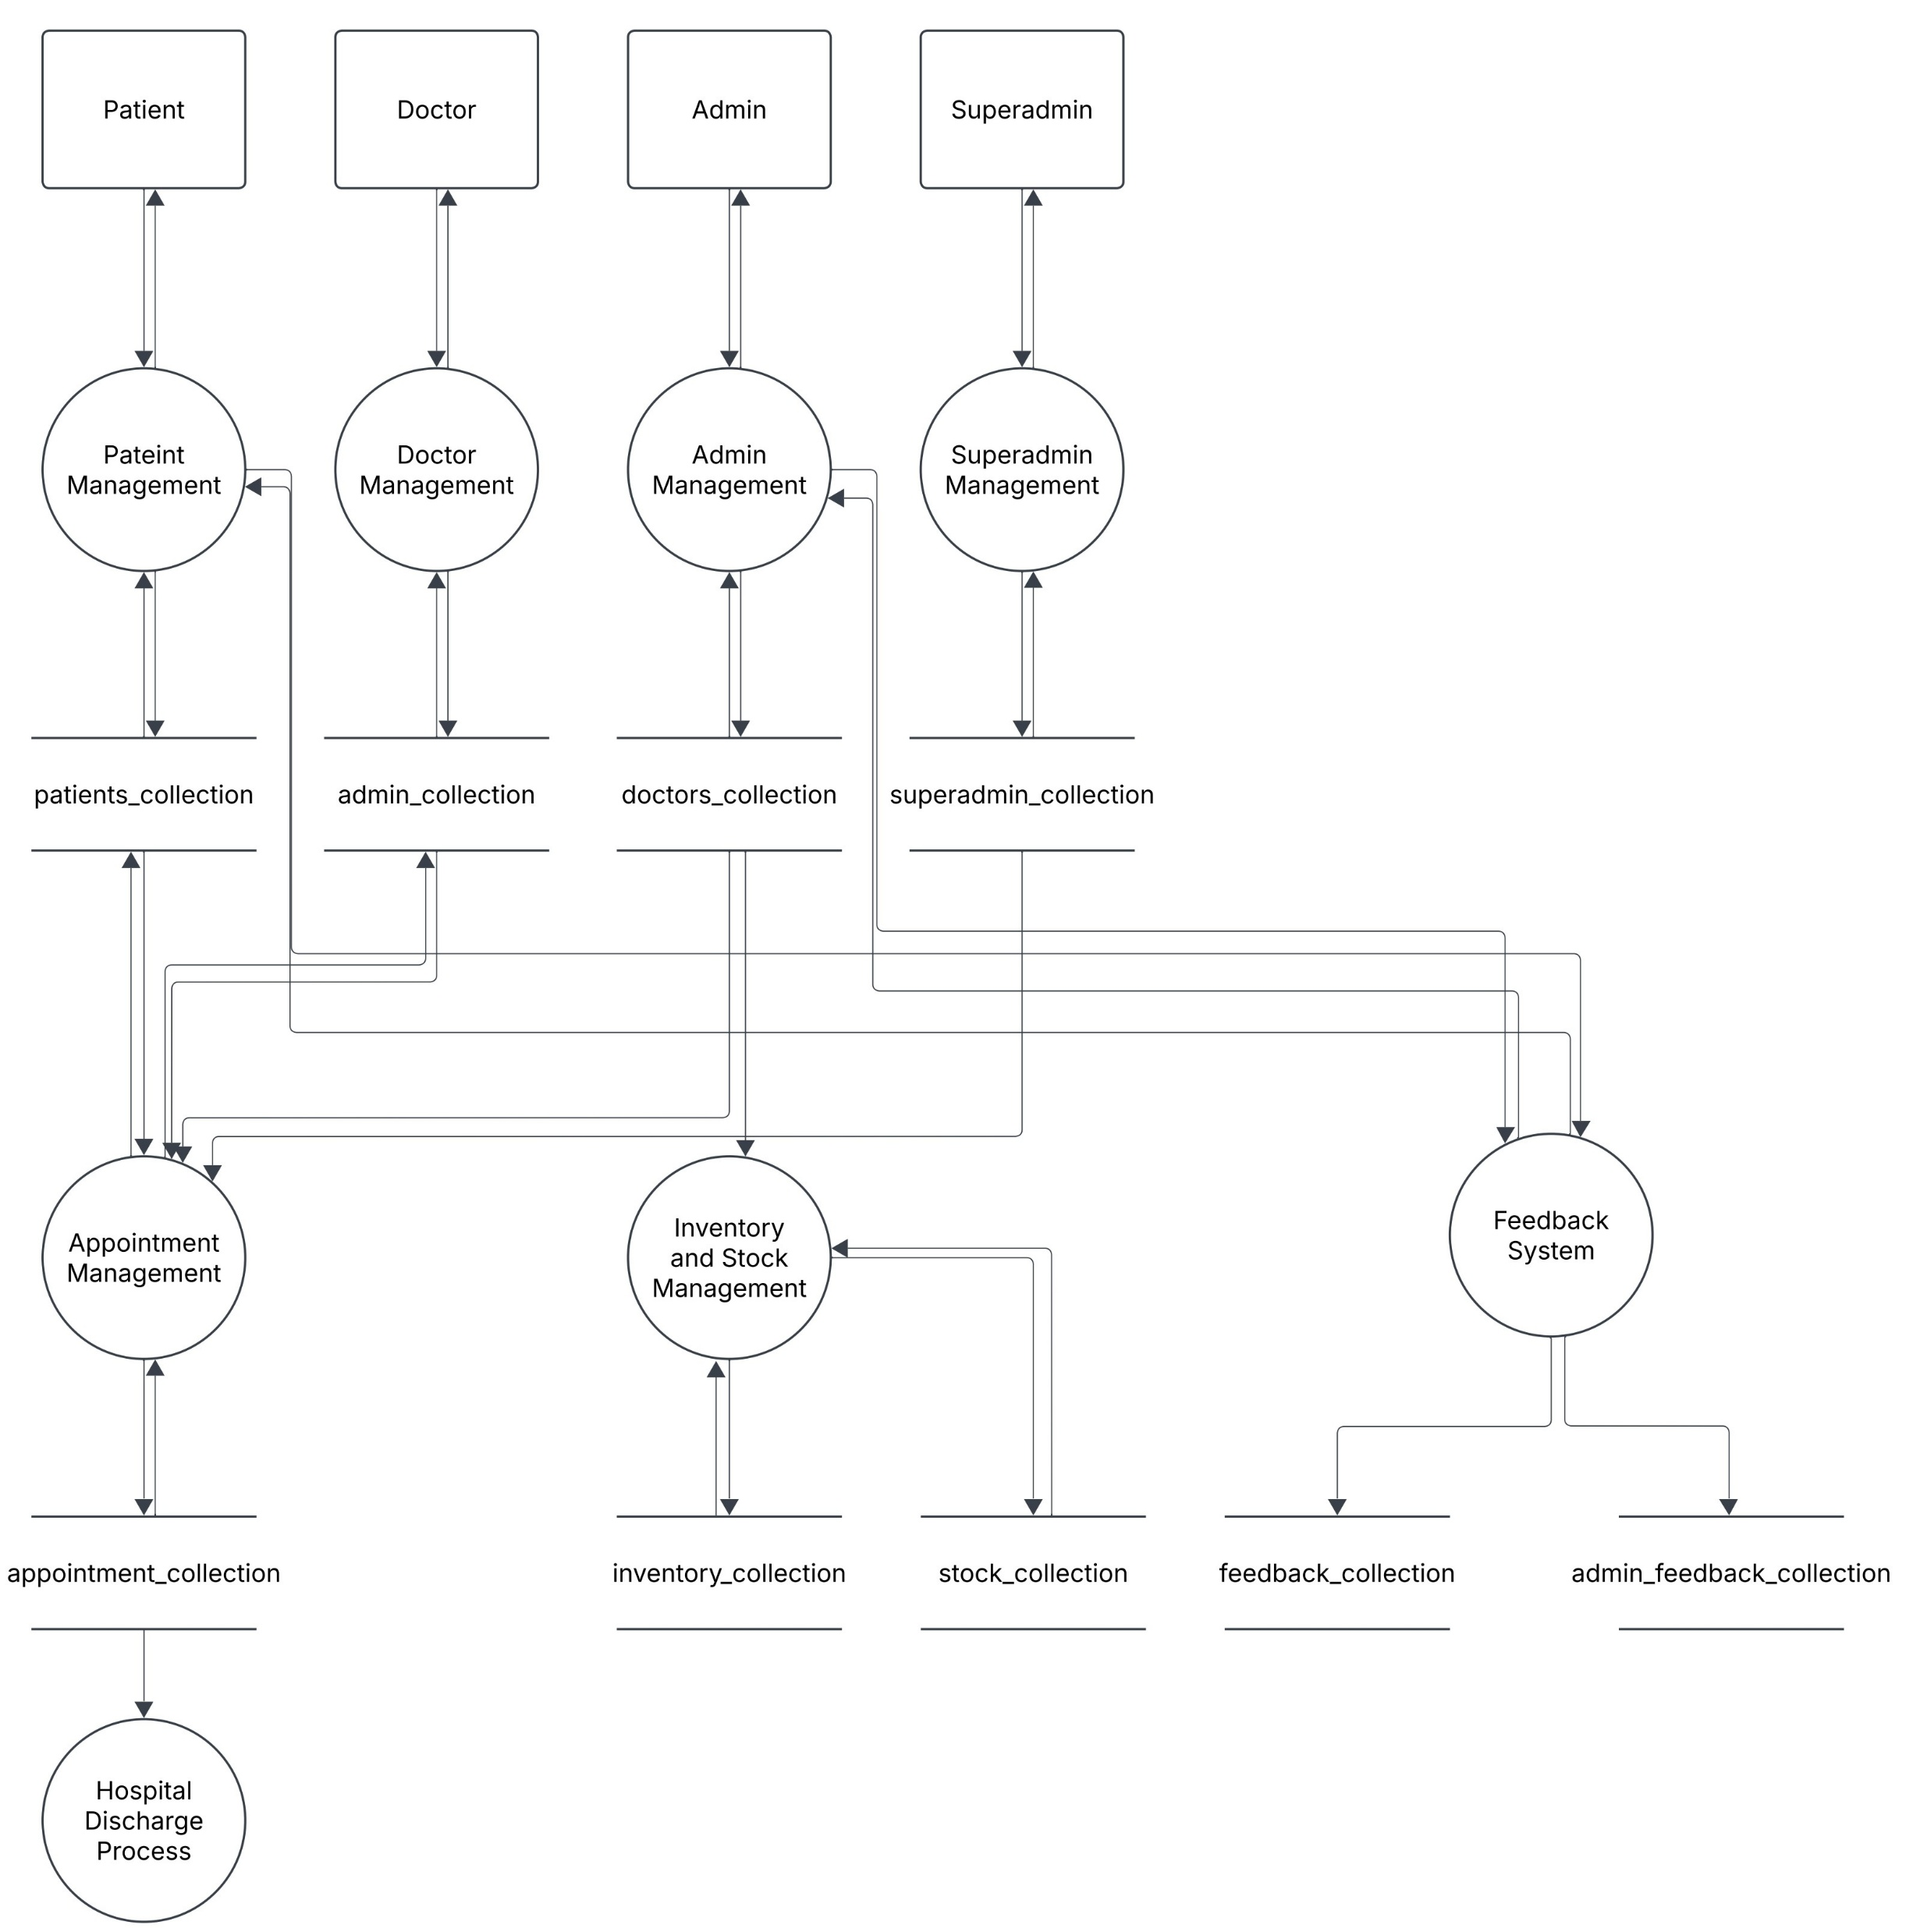 Patient
Doctor
Admin
Superadmin
Pateint
Management
Doctor
Management
Admin
Management
Superadmin
Management
patients_collection
admin_collection
doctors_collection
superadmin_collection
Appointment
Management
Inventory
and Stock
Management
Feedback
System
appointment_collection
inventory_collection
stock_collection
feedback_collection
admin_feedback_collection
Hospital
Discharge
Process